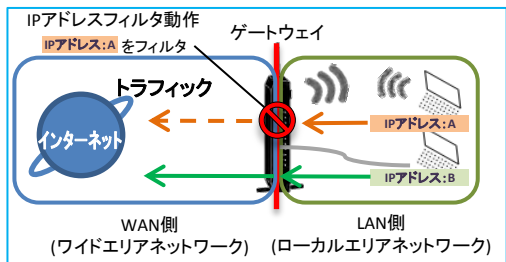 IPアドレスフィルタ動作
IPアドレス:A をフィルタ
ゲートウェイ
トラフィック
インターネット
IPアドレス:A
IPアドレス:B
WAN側
(ワイドエリアネットワーク)
LAN側
(ローカルエリアネットワーク)